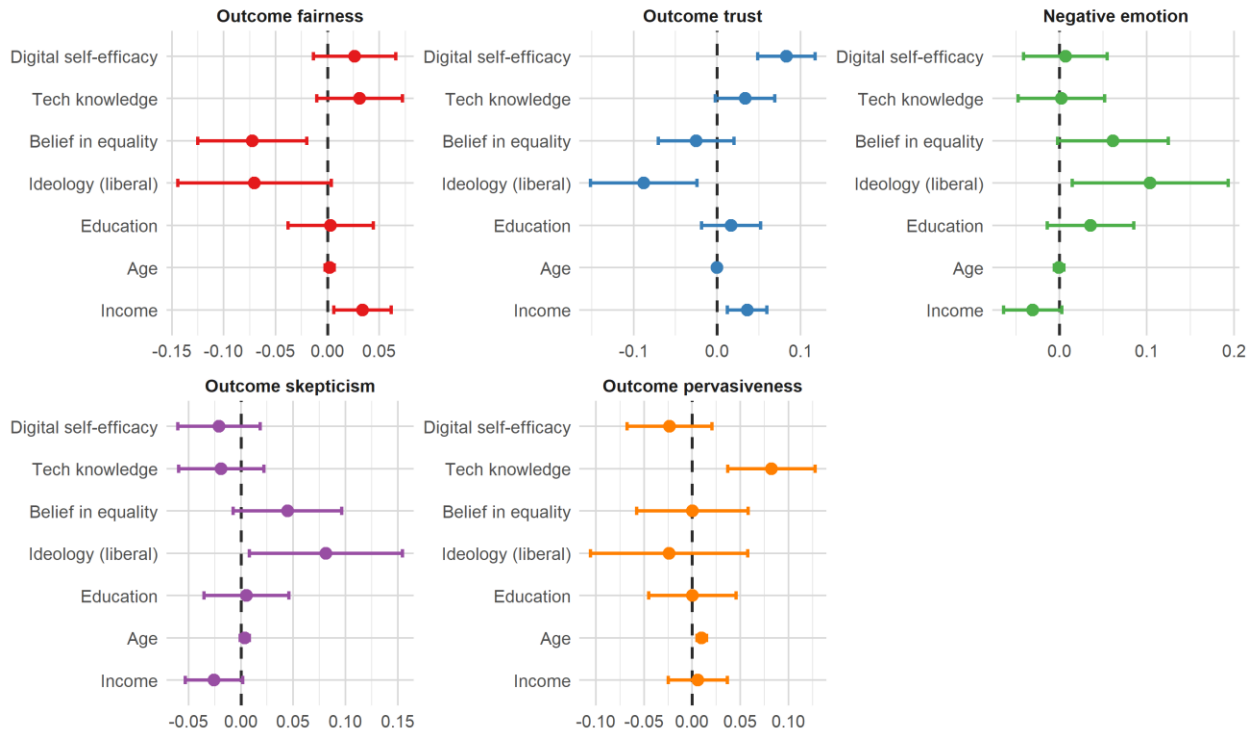 Outcome fairness
Digital self-efficacy
Tech knowledge
Belief in equality
Ideology (liberal)
Education
Age
Income
-0.15 -0.10 -0.05 0.00 0.05
Outcome trust
Digital self-efficacy
Tech knowledge
Belief in equality
Ideology (liberal)
Education
Age
Income
-0.1 0.0 0.1
Negative emotion
Digital self-efficacy
Tech knowledge
Belief in equality
Ideology (liberal)
Education
Age
Income
0.0 0.1 0.2
Outcome skepticism
Digital self-efficacy
Tech knowledge
Belief in equality
Ideology (liberal)
Education
Age
Income
-0.05 0.00 0.05 0.10 0.15
Outcome pervasiveness
Digital self-efficacy
Tech knowledge
Belief in equality
Ideology (liberal)
Education
Age
Income
-0.10 -0.05 0.00 0.05 0.10